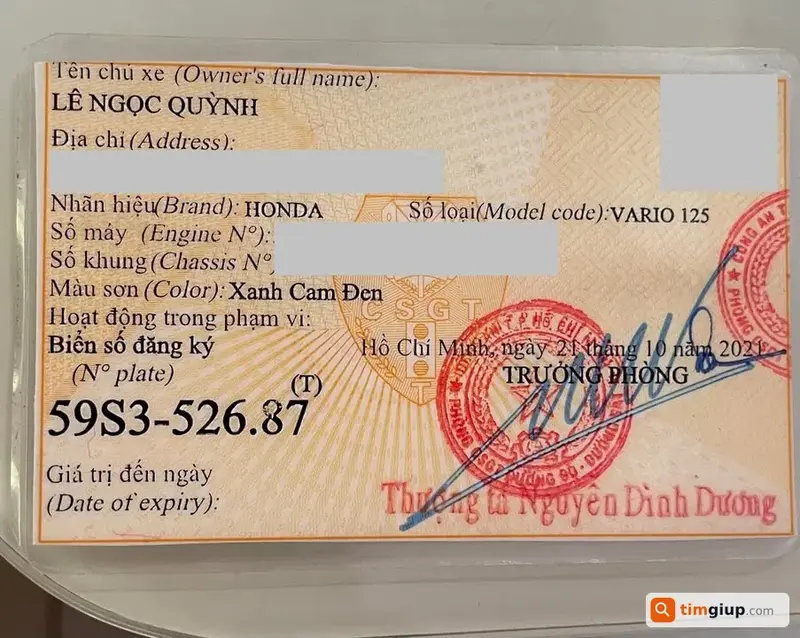 Tên chủ xe (Owner's full name):
LÊ NGỌC QUỲNH
Địa chỉ (Address):
Nhãn hiệu(Brand): HONDA Số loại(Model code):VARIO 125
Số máy (Engine N°):
Số khung(Chassis N°
Màu sơn (Color): Xanh Cam Đen
Hoạt động trong phạm vi:
CSGT
Biển số đăng ký Hồ Chí Minh, ngày 21 tháng 10 năm 2021
(N° plate) TRƯỞNG PHÒNG
(T)
59S3-526.87
Giá trị đến ngày
(Date of expiry):
Thượng tá Nguyễn Đình Dương
CÔNG AN T
PHÒNG
timgiup.com